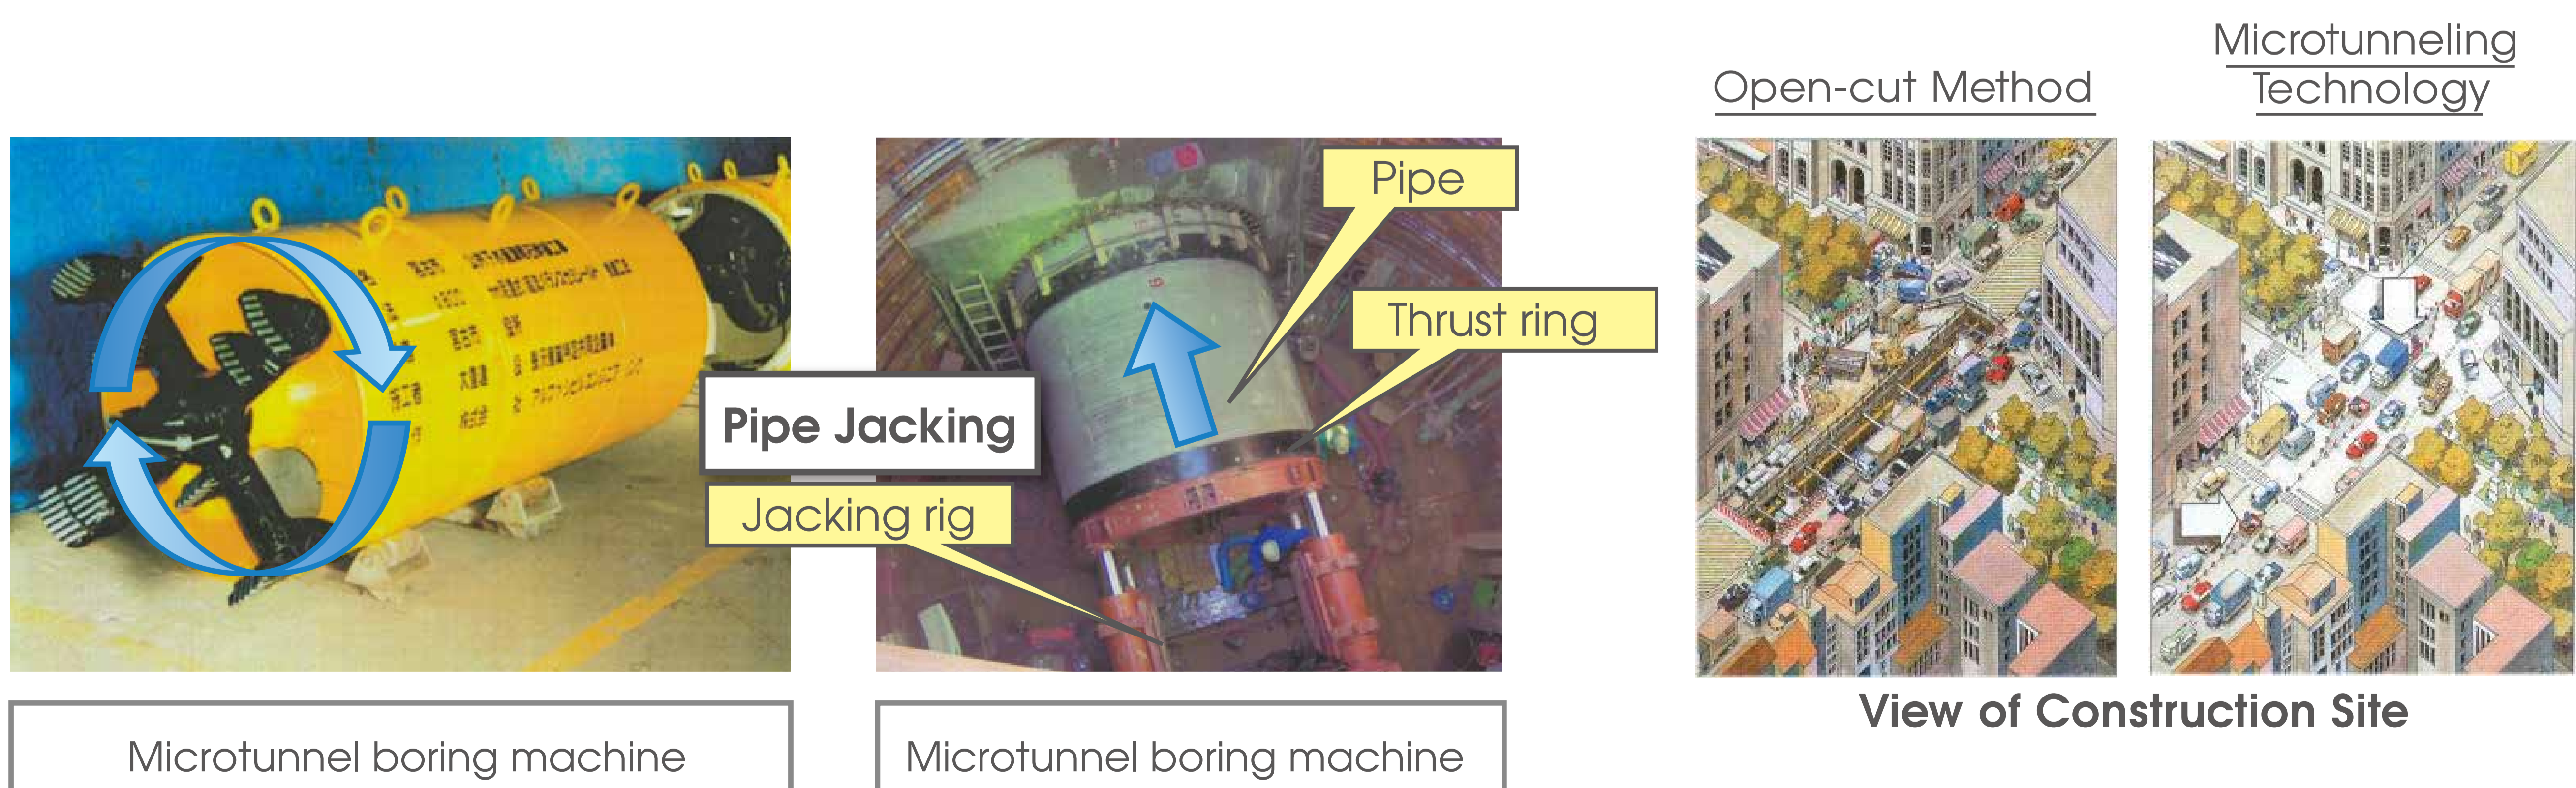 Microtunneling
Technology
Open-cut Method
Pipe
Thrust ring
Pipe Jacking
Jacking rig
View of Construction Site
Microtunnel boring machine
Microtunnel boring machine